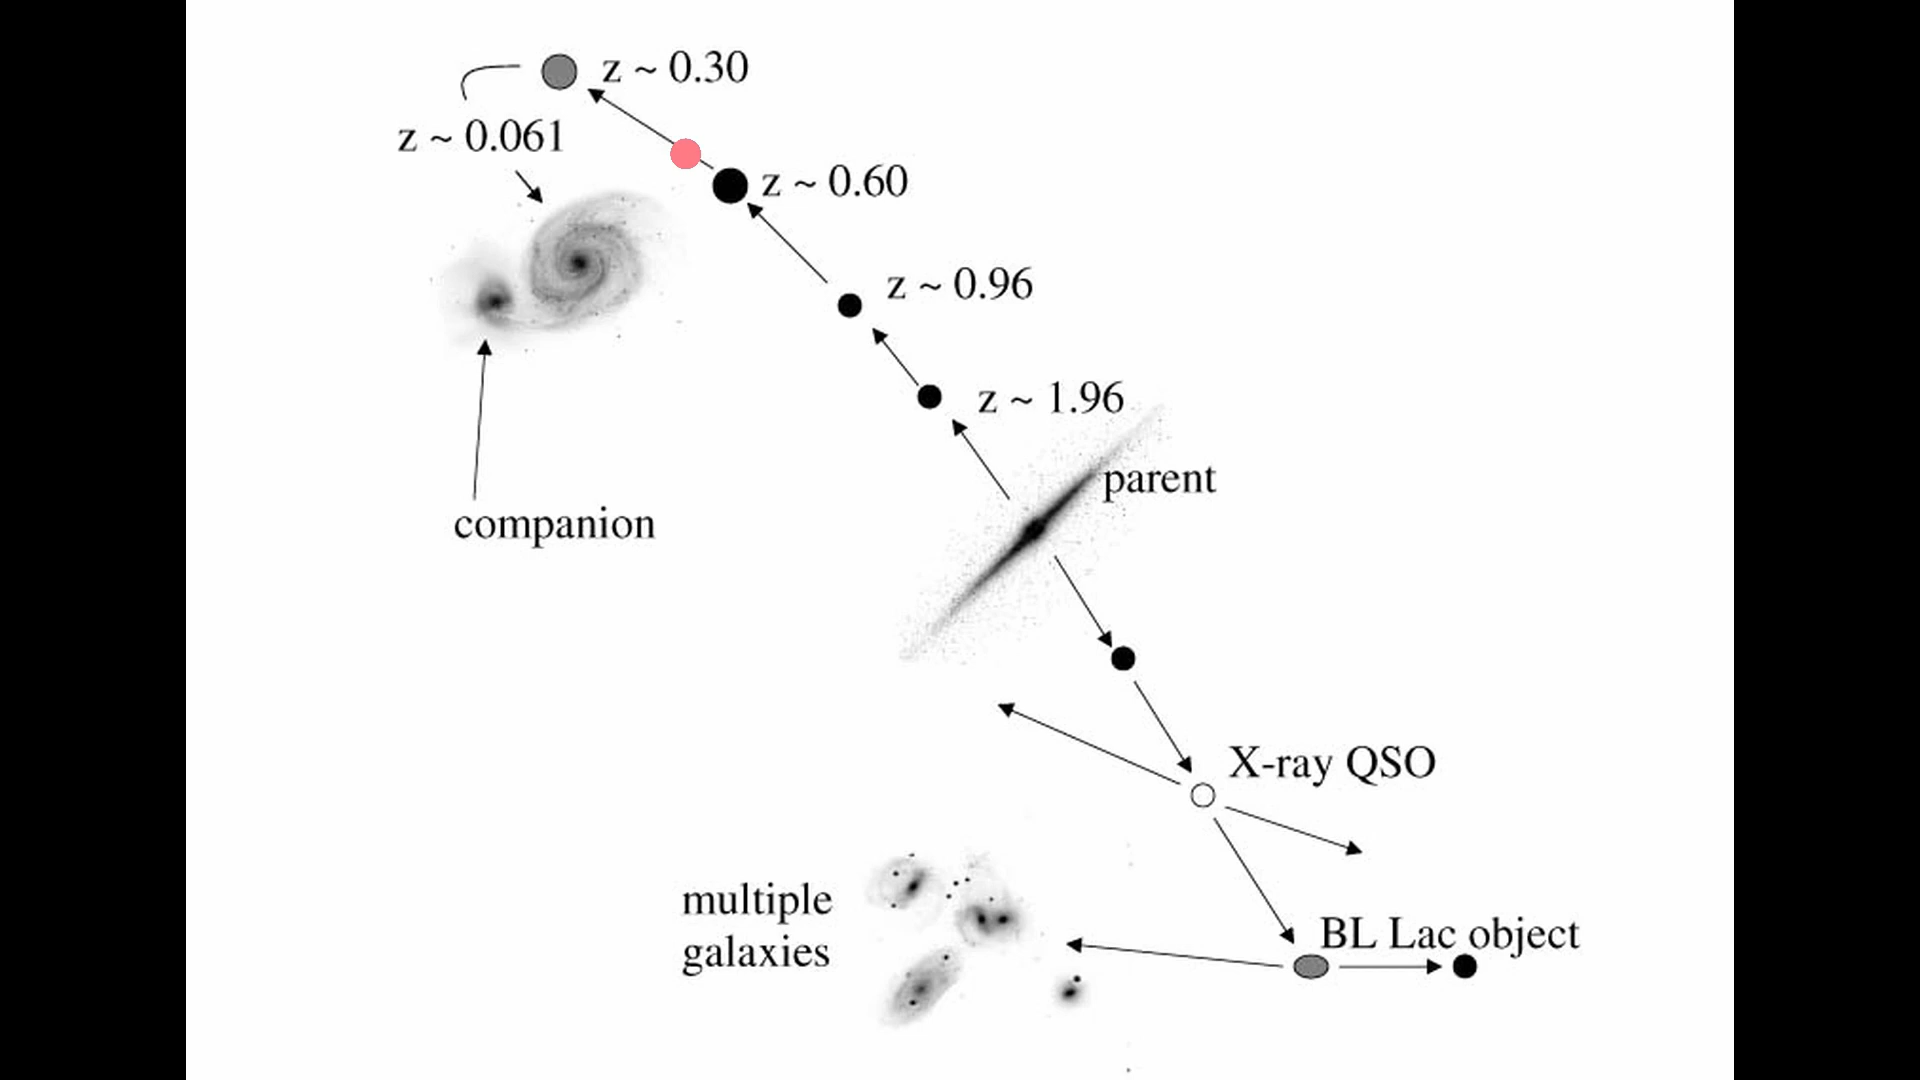 z ~ 0.30
z ~ 0.061
z ~ 0.60
z ~ 0.96
z ~ 1.96
parent
companion
X-ray QSO
multiple
galaxies
BL Lac object